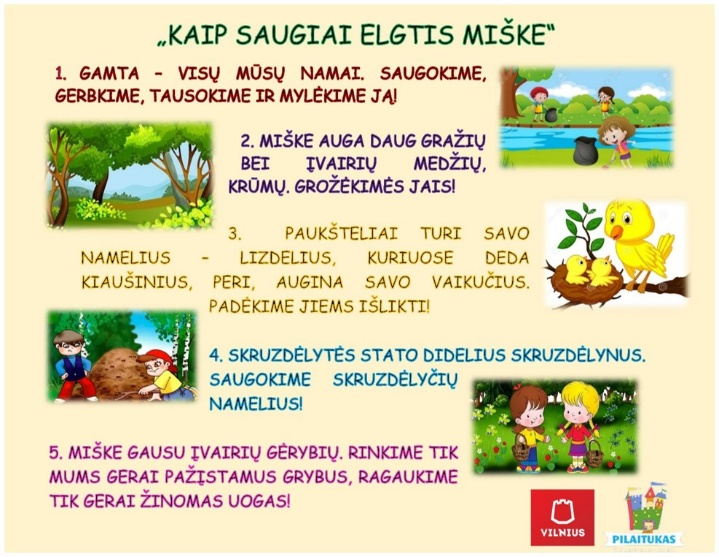 „KAIP SAUGIAI ELGTIS MIŠKE“
1. GAMTA – VISŲ MŪSŲ NAMAI. SAUGOKIME,
GERBKIME, TAUSOKIME IR MYLĖKIME JĄ!
2. MIŠKE AUGA DAUG GRAŽIŲ
BEI ĮVAIRIŲ MEDŽIŲ,
KRŪMŲ. GROŽĖKIMĖS JAIS!
3. PAUKŠTELIAI TURI SAVO
NAMELIUS – LIZDELIUS, KURIUOSE DEDA
KIAUŠINIUS, PERI, AUGINA SAVO VAIKUČIUS.
PADĖKIME JIEMS IŠLIKTI!
4. SKRUZDĖLYTĖS STATO DIDELIUS SKRUZDĖLYNUS.
SAUGOKIME SKRUZDĖLYČIŲ
NAMELIUS!
5. MIŠKE GAUSU ĮVAIRIŲ GĖRYBIŲ. RINKIME TIK
MUMS GERAI PAŽĮSTAMUS GRYBUS, RAGAUKIME
TIK GERAI ŽINOMAS UOGAS!
VILNIUS
PILAITUKAS